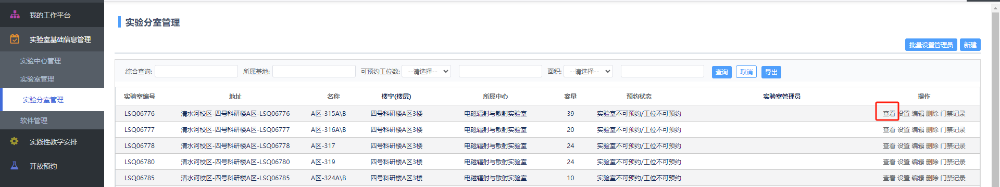 我的工作平台
实验室基础信息管理
实验中心管理
实验室管理
实验分室管理
软件管理
实践性教学安排
开放预约
实验分室管理
批量设置管理员 新建
综合查询: 所属基地: 可预约工位数: --请选择-- 面积: --请选择-- 查询 取消 导出
实验室编号 地址 名称 楼宇(楼层) 所属中心 容量 预约状态 实验室管理员 操作
LSQ06776 清水河校区-四号科研楼A区-LSQ06776 A区-315A\B 四号科研楼A区3楼 电磁辐射与散射实验室 39 实验室不可预约/工位不可预约 查看 设置 编辑 删除 门禁记录
LSQ06777 清水河校区-四号科研楼A区-LSQ06777 A区-316A\B 四号科研楼A区3楼 电磁辐射与散射实验室 20 实验室不可预约/工位不可预约 查看 设置 编辑 删除 门禁记录
LSQ06778 清水河校区-四号科研楼A区-LSQ06778 A区-317 四号科研楼A区3楼 电磁辐射与散射实验室 24 实验室不可预约/工位不可预约 查看 设置 编辑 删除 门禁记录
LSQ06780 清水河校区-四号科研楼A区-LSQ06780 A区-319 四号科研楼A区3楼 电磁辐射与散射实验室 24 实验室不可预约/工位不可预约 查看 设置 编辑 删除 门禁记录
LSQ06785 清水河校区-四号科研楼A区-LSQ06785 A区-324A\B 四号科研楼A区3楼 电磁辐射与散射实验室 10 实验室不可预约/工位不可预约 查看 设置 编辑 删除 门禁记录